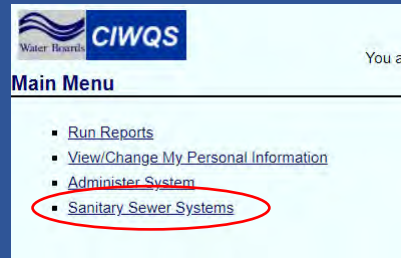 Water Boards CIWQS
You a
Main Menu
Run Reports
View/Change My Personal Information
Administer System
Sanitary Sewer Systems